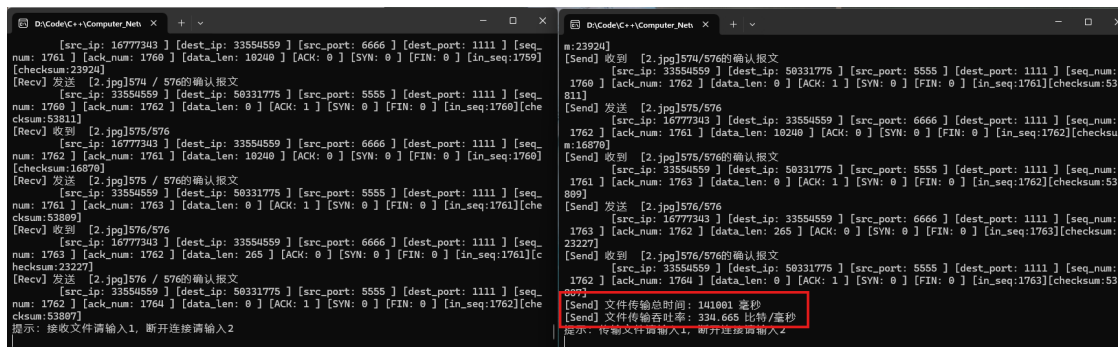 D:\Code\C++\Computer_Netw
[src_ip: 16777343 ] [dest_ip: 33554559 ] [src_port: 6666 ] [dest_port: 1111 ] [seq_
num: 1761 ] [ack_num: 1760 ] [data_len: 10240 ] [ACK: 0 ] [SYN: 0 ] [FIN: 0 ] [in_seq:1759]
[checksum:23924]
[Recv] 发送  [2.jpg]574 / 576的确认报文
[src_ip: 33554559 ] [dest_ip: 50331775 ] [src_port: 5555 ] [dest_port: 1111 ] [seq_
num: 1760 ] [ack_num: 1762 ] [data_len: 0 ] [ACK: 1 ] [SYN: 0 ] [FIN: 0 ] [in_seq:1760][che
cksum:53811]
[Recv] 收到  [2.jpg]575/576
[src_ip: 16777343 ] [dest_ip: 33554559 ] [src_port: 6666 ] [dest_port: 1111 ] [seq_
num: 1762 ] [ack_num: 1761 ] [data_len: 10240 ] [ACK: 0 ] [SYN: 0 ] [FIN: 0 ] [in_seq:1760]
[checksum:16870]
[Recv] 发送  [2.jpg]575 / 576的确认报文
[src_ip: 33554559 ] [dest_ip: 50331775 ] [src_port: 5555 ] [dest_port: 1111 ] [seq_
num: 1761 ] [ack_num: 1763 ] [data_len: 0 ] [ACK: 1 ] [SYN: 0 ] [FIN: 0 ] [in_seq:1761][che
cksum:53809]
[Recv] 收到  [2.jpg]576/576
[src_ip: 16777343 ] [dest_ip: 33554559 ] [src_port: 6666 ] [dest_port: 1111 ] [seq_
num: 1763 ] [ack_num: 1762 ] [data_len: 265 ] [ACK: 0 ] [SYN: 0 ] [FIN: 0 ] [in_seq:1761][c
hecksum:23227]
[Recv] 发送  [2.jpg]576 / 576的确认报文
[src_ip: 33554559 ] [dest_ip: 50331775 ] [src_port: 5555 ] [dest_port: 1111 ] [seq_
num: 1762 ] [ack_num: 1764 ] [data_len: 0 ] [ACK: 1 ] [SYN: 0 ] [FIN: 0 ] [in_seq:1762][che
cksum:53807]
提示: 接收文件请输入1, 断开连接请输入2
D:\Code\C++\Computer_Netw
m:23924]
[Send] 收到  [2.jpg]574/576的确认报文
[src_ip: 33554559 ] [dest_ip: 50331775 ] [src_port: 5555 ] [dest_port: 1111 ] [seq_num:
1760 ] [ack_num: 1762 ] [data_len: 0 ] [ACK: 1 ] [SYN: 0 ] [FIN: 0 ] [in_seq:1760][checksum:53
811]
[Send] 发送  [2.jpg]575/576
[src_ip: 16777343 ] [dest_ip: 33554559 ] [src_port: 6666 ] [dest_port: 1111 ] [seq_num:
1762 ] [ack_num: 1761 ] [data_len: 10240 ] [ACK: 0 ] [SYN: 0 ] [FIN: 0 ] [in_seq:1762][checksu
m:16870]
[Send] 收到  [2.jpg]575/576的确认报文
[src_ip: 33554559 ] [dest_ip: 50331775 ] [src_port: 5555 ] [dest_port: 1111 ] [seq_num:
1761 ] [ack_num: 1763 ] [data_len: 0 ] [ACK: 1 ] [SYN: 0 ] [FIN: 0 ] [in_seq:1761][checksum:53
809]
[Send] 发送  [2.jpg]576/576
[src_ip: 16777343 ] [dest_ip: 33554559 ] [src_port: 6666 ] [dest_port: 1111 ] [seq_num:
1763 ] [ack_num: 1762 ] [data_len: 265 ] [ACK: 0 ] [SYN: 0 ] [FIN: 0 ] [in_seq:1763][checksum:
23227]
[Send] 收到  [2.jpg]576/576的确认报文
[src_ip: 33554559 ] [dest_ip: 50331775 ] [src_port: 5555 ] [dest_port: 1111 ] [seq_num:
1762 ] [ack_num: 1764 ] [data_len: 0 ] [ACK: 1 ] [SYN: 0 ] [FIN: 0 ] [in_seq:1762][checksum:53
807]
[Send] 文件传输总时间: 141001 毫秒
[Send] 文件传输吞吐率: 334.665 比特/毫秒
提示: 传输文件请输入1, 断开连接请输入2